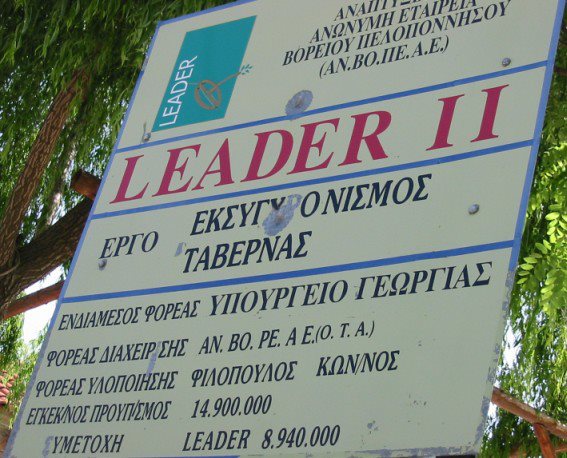 ΑΝΩΝΥΜΗ ΕΤΑΙΡΕΙΑ
ΒΟΡΕΙΟΥ ΠΕΛΟΠΟΝΝΗΣΟΥ
(ΑΝ.ΒΟ.ΠΕ.Α.Ε.)
LEADER
LEADER II
ΕΡΓΟ ΕΚΣΥΓΧΡΟΝΙΣΜΟΣ
ΤΑΒΕΡΝΑΣ
ΕΝΔΙΑΜΕΣΟΣ ΦΟΡΕΑΣ ΥΠΟΥΡΓΕΙΟ ΓΕΩΡΓΙΑΣ
ΦΟΡΕΑΣ ΔΙΑΧΕΙΡΙΣΗΣ ΑΝ. ΒΟ. ΡΕ. Α Ε.(Ο. Τ. Α.)
ΦΟΡΕΑΣ ΥΛΟΠΟΙΗΣΗΣ ΦΙΛΟΠΟΥΛΟΣ ΚΩΝ/ΝΟΣ
ΕΓΚΕΚ/ΝΟΣ ΠΡΟΥΠ/ΣΜΟΣ 14.900.000
ΥΜΕΤΟΧΗ LEADER 8.940.000